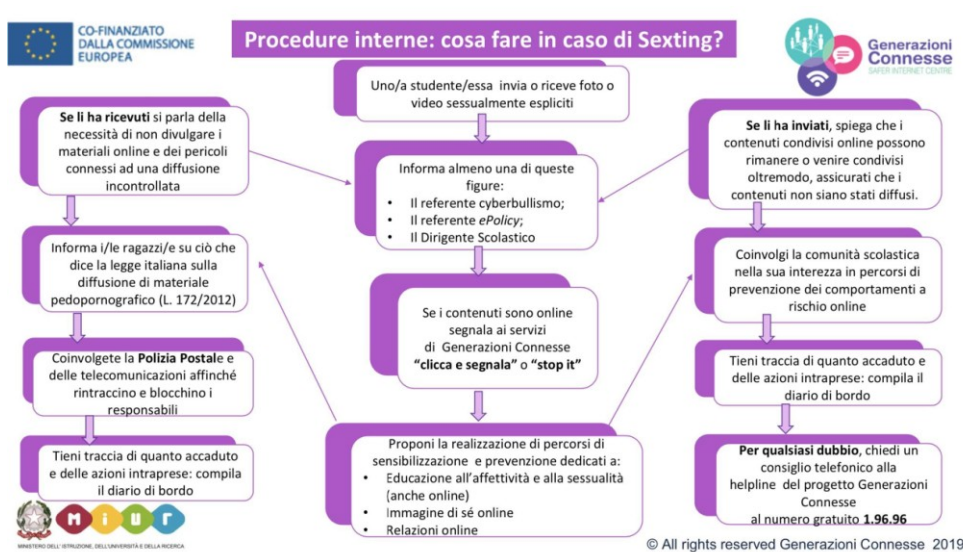 CO-FINANZIATO
DALLA COMMISSIONE
EUROPEA
Procedure interne: cosa fare in caso di Sexting?
Generazioni
Connesse
SAFER INTERNET CENTRE
Uno/a studente/essa invia o riceve foto o
video sessualmente espliciti
Se li ha ricevuti si parla della
necessità di non divulgare i
materiali online e dei pericoli
connessi ad una diffusione
incontrollata
Informa i/le ragazzi/e su ciò che
dice la legge italiana sulla
diffusione di materiale
pedopornografico (L. 172/2012)
Coinvolgete la Polizia Postale e
delle telecomunicazioni affinché
rintraccino e blocchino i
responsabili
Tieni traccia di quanto accaduto
e delle azioni intraprese: compila
il diario di bordo
Informa almeno una di queste
figure:
• Il referente cyberbullismo;
• Il referente ePolicy;
• Il Dirigente Scolastico
Se i contenuti sono online
segnala ai servizi
di Generazioni Connesse
“clicca e segnala” o “stop it”
Proponi la realizzazione di percorsi di
sensibilizzazione e prevenzione dedicati a:
• Educazione all’affettività e alla sessualità
(anche online)
• Immagine di sé online
• Relazioni online
Se li ha inviati, spiega che i
contenuti condivisi online possono
rimanere o venire condivisi
oltremodo, assicurati che i
contenuti non siano stati diffusi.
Coinvolgi la comunità scolastica
nella sua interezza in percorsi di
prevenzione dei comportamenti a
rischio online
Tieni traccia di quanto accaduto e
delle azioni intraprese: compila il
diario di bordo
Per qualsiasi dubbio, chiedi un
consiglio telefonico alla
helpline del progetto Generazioni
Connesse
al numero gratuito 1.96.96
MIUR
MINISTERO DELL'ISTRUZIONE, DELL'UNIVERSITÀ E DELLA RICERCA
© All rights reserved Generazioni Connesse 2019